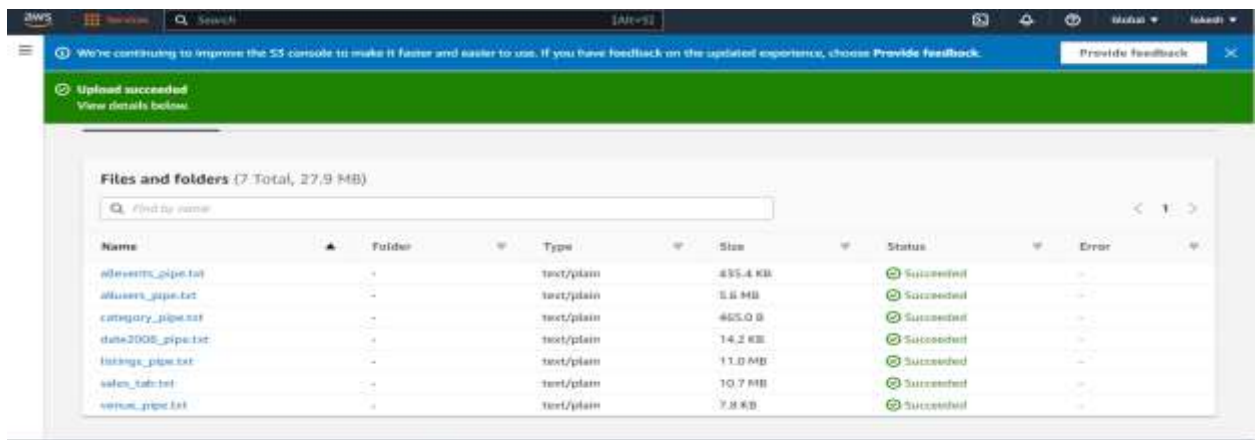 aws Services Search [Alt+S] Global lokesh
We're continuing to improve the S3 console to make it faster and easier to use. If you have feedback on the updated experience, choose Provide feedback. Provide feedback
Upload succeeded
View details below.
Files and folders (7 Total, 27.9 MB)
Find by name
< 1 >
Name Folder Type Size Status Error
allevents_pipe.txt - text/plain 435.4 KB Succeeded -
allusers_pipe.txt - text/plain 5.6 MB Succeeded -
category_pipe.txt - text/plain 465.0 B Succeeded -
date2008_pipe.txt - text/plain 14.2 KB Succeeded -
listings_pipe.txt - text/plain 11.0 MB Succeeded -
sales_tab.txt - text/plain 10.7 MB Succeeded -
venue_pipe.txt - text/plain 7.8 KB Succeeded -